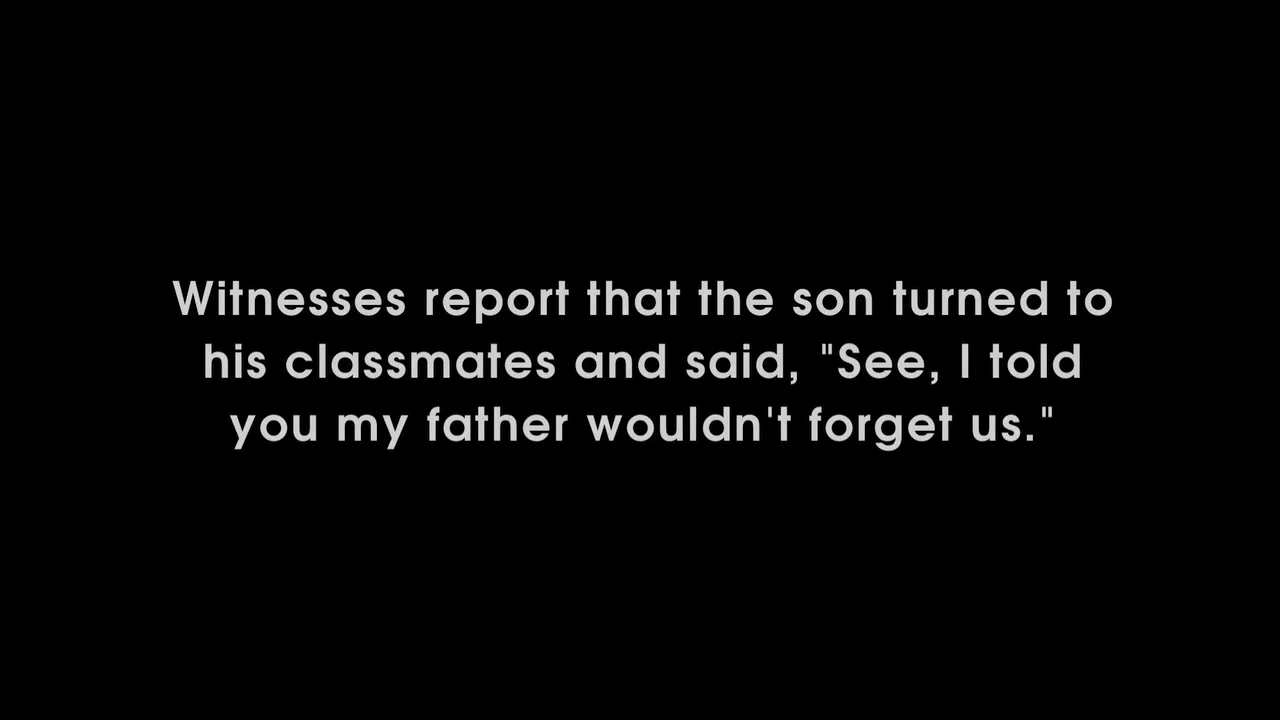 Witnesses report that the son turned to
his classmates and said, "See, I told
you my father wouldn't forget us."